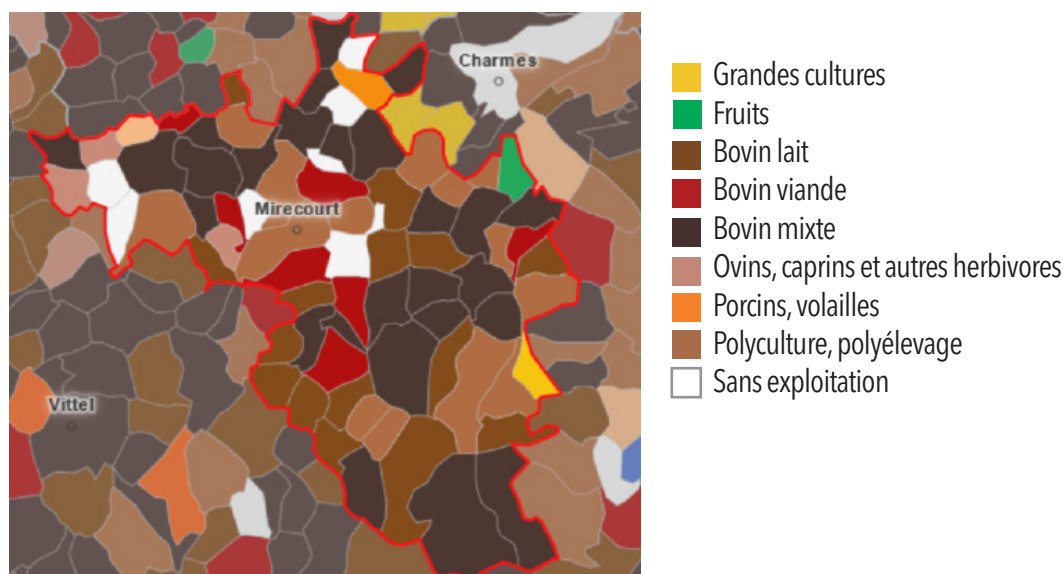 Charmes
Mirecourt
Vittel
Grandes cultures
Fruits
Bovin lait
Bovin viande
Bovin mixte
Ovins, caprins et autres herbivores
Porcins, volailles
Polyculture, polyélevage
Sans exploitation